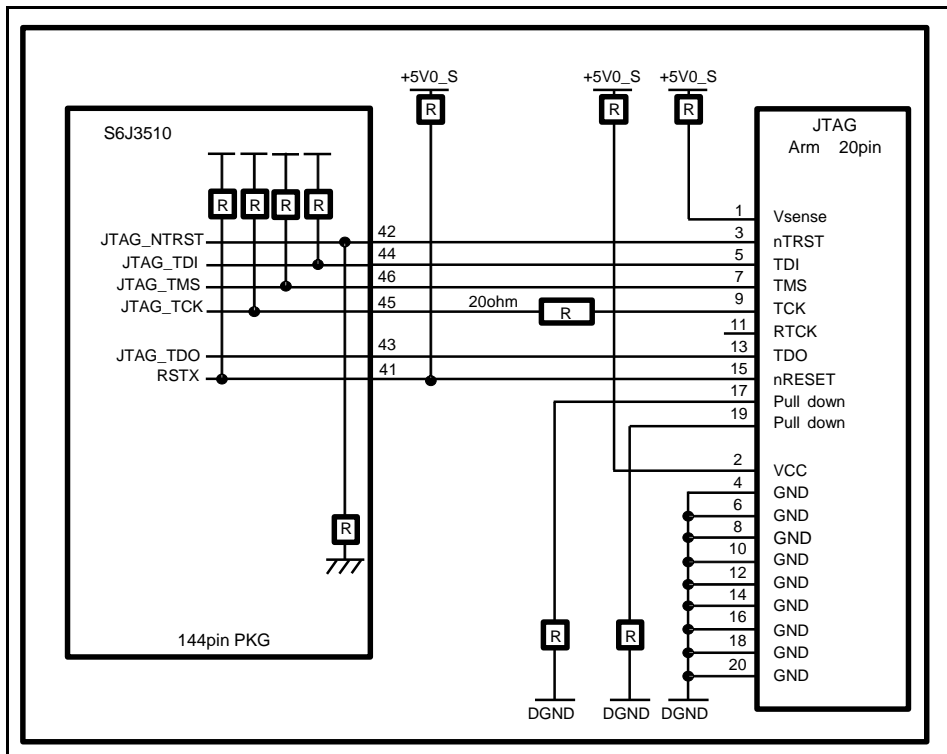 +5V0_S +5V0_S +5V0_S
R R R
S6J3510
JTAG
Arm 20pin
R R R R
1 Vsense
JTAG_NTRST 42 3 nTRST
JTAG_TDI 44 5 TDI
JTAG_TMS 46 7 TMS
JTAG_TCK 45 20ohm R 9 TCK
11 RTCK
JTAG_TDO 43 13 TDO
RSTX 41 15 nRESET
17 Pull down
19 Pull down
2 VCC
4 GND
6 GND
R
8 GND
10 GND
12 GND
14 GND
16 GND
R R
18 GND
20 GND
144pin PKG
DGND DGND DGND